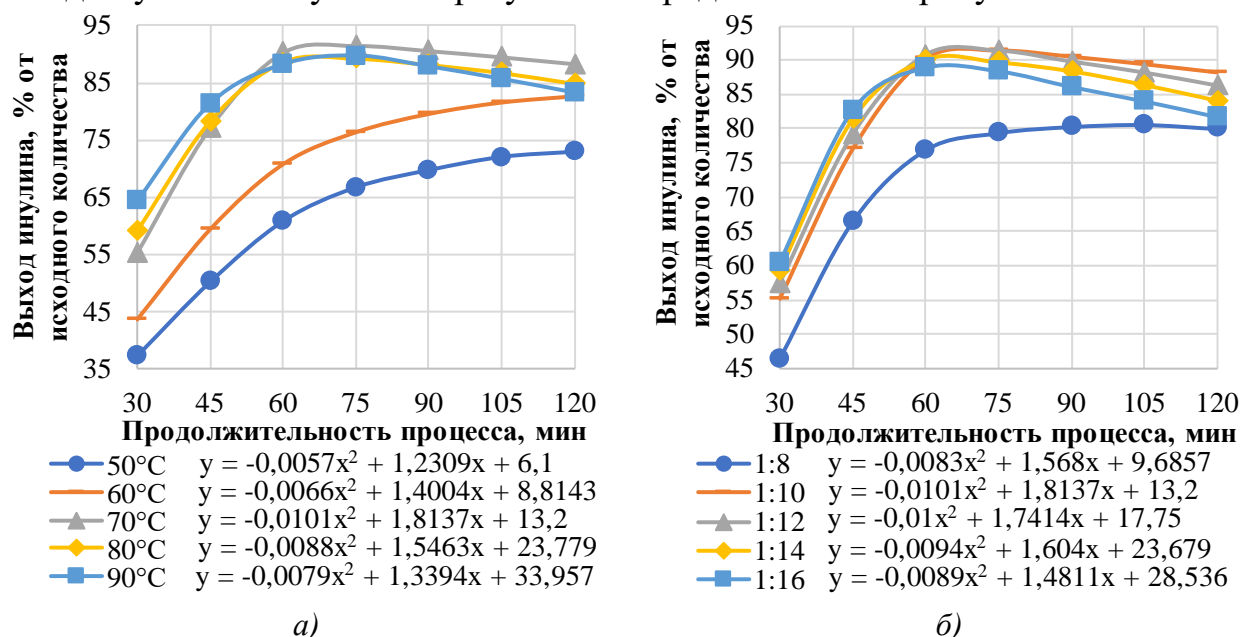 95
85
75
65
55
45
35
Выход инулина, % от
исходного количества
30 45 60 75 90 105 120
Продолжительность процесса, мин
50°C y = -0,0057x² + 1,2309x + 6,1
60°C y = -0,0066x² + 1,4004x + 8,8143
70°C y = -0,0101x² + 1,8137x + 13,2
80°C y = -0,0088x² + 1,5463x + 23,779
90°C y = -0,0079x² + 1,3394x + 33,957
а)
95
90
85
80
75
70
65
60
55
50
45
Выход инулина, % от
исходного количества
30 45 60 75 90 105 120
Продолжительность процесса, мин
1:8 y = -0,0083x² + 1,568x + 9,6857
1:10 y = -0,0101x² + 1,8137x + 13,2
1:12 y = -0,01x² + 1,7414x + 17,75
1:14 y = -0,0094x² + 1,604x + 23,679
1:16 y = -0,0089x² + 1,4811x + 28,536
б)